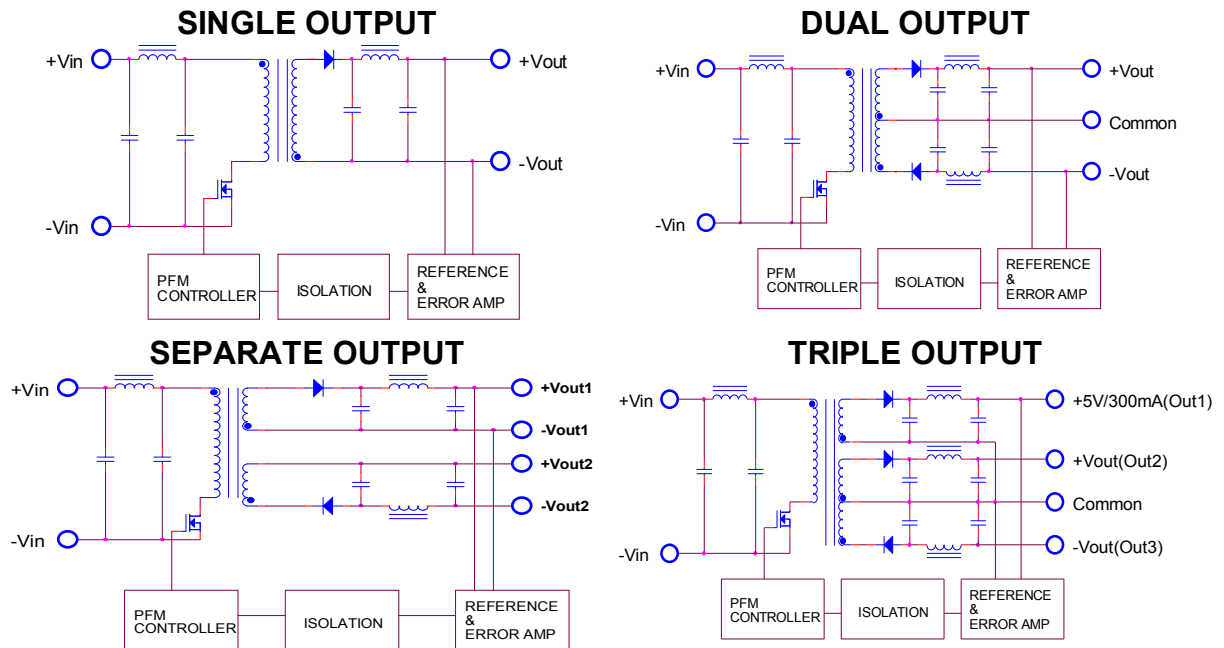 SINGLE OUTPUT
+Vin
+Vout
-Vout
-Vin
PFM
CONTROLLER
ISOLATION
REFERENCE
&
ERROR AMP
DUAL OUTPUT
+Vin
+Vout
Common
-Vout
-Vin
PFM
CONTROLLER
ISOLATION
REFERENCE
&
ERROR AMP
SEPARATE OUTPUT
+Vin
+Vout1
-Vout1
+Vout2
-Vout2
-Vin
PFM
CONTROLLER
ISOLATION
REFERENCE
&
ERROR AMP
TRIPLE OUTPUT
+Vin
+5V/300mA(Out1)
+Vout(Out2)
Common
-Vout(Out3)
-Vin
PFM
CONTROLLER
ISOLATION
REFERENCE
&
ERROR AMP